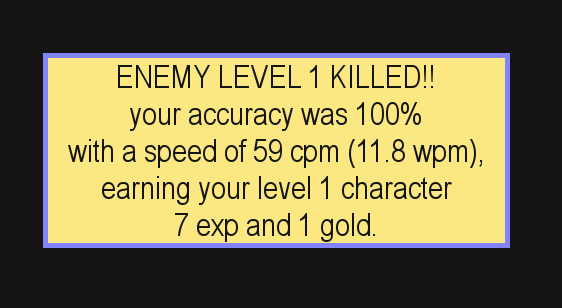 ENEMY LEVEL 1 KILLED!!
your accuracy was 100%
with a speed of 59 cpm (11.8 wpm),
earning your level 1 character
7 exp and 1 gold.